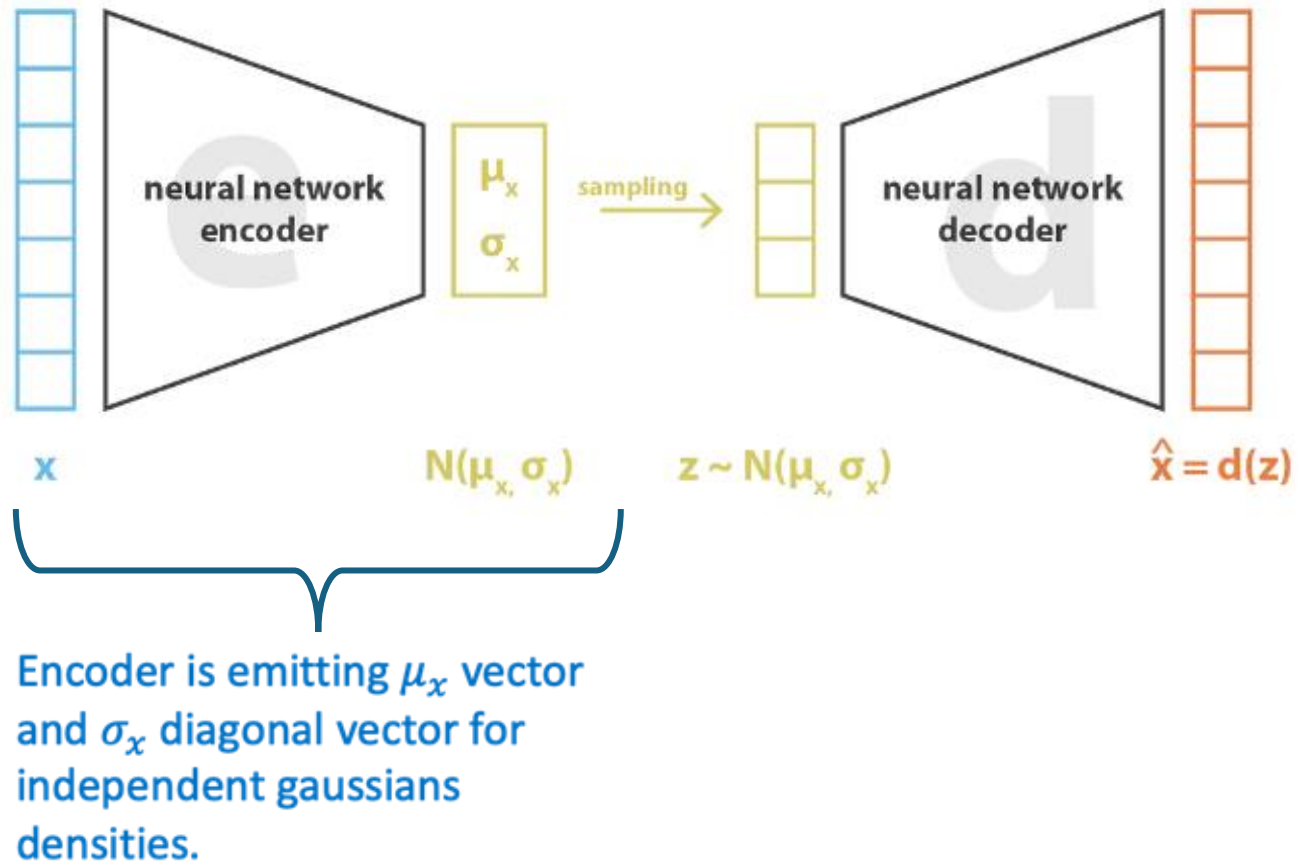 e
neural network
encoder
μₓ
σₓ
sampling
d
neural network
decoder
x
N(μₓ, σₓ)
z ~ N(μₓ, σₓ)
x̂ = d(z)
Encoder is emitting 𝜇ₓ vector
and 𝜎ₓ diagonal vector for
independent gaussians
densities.